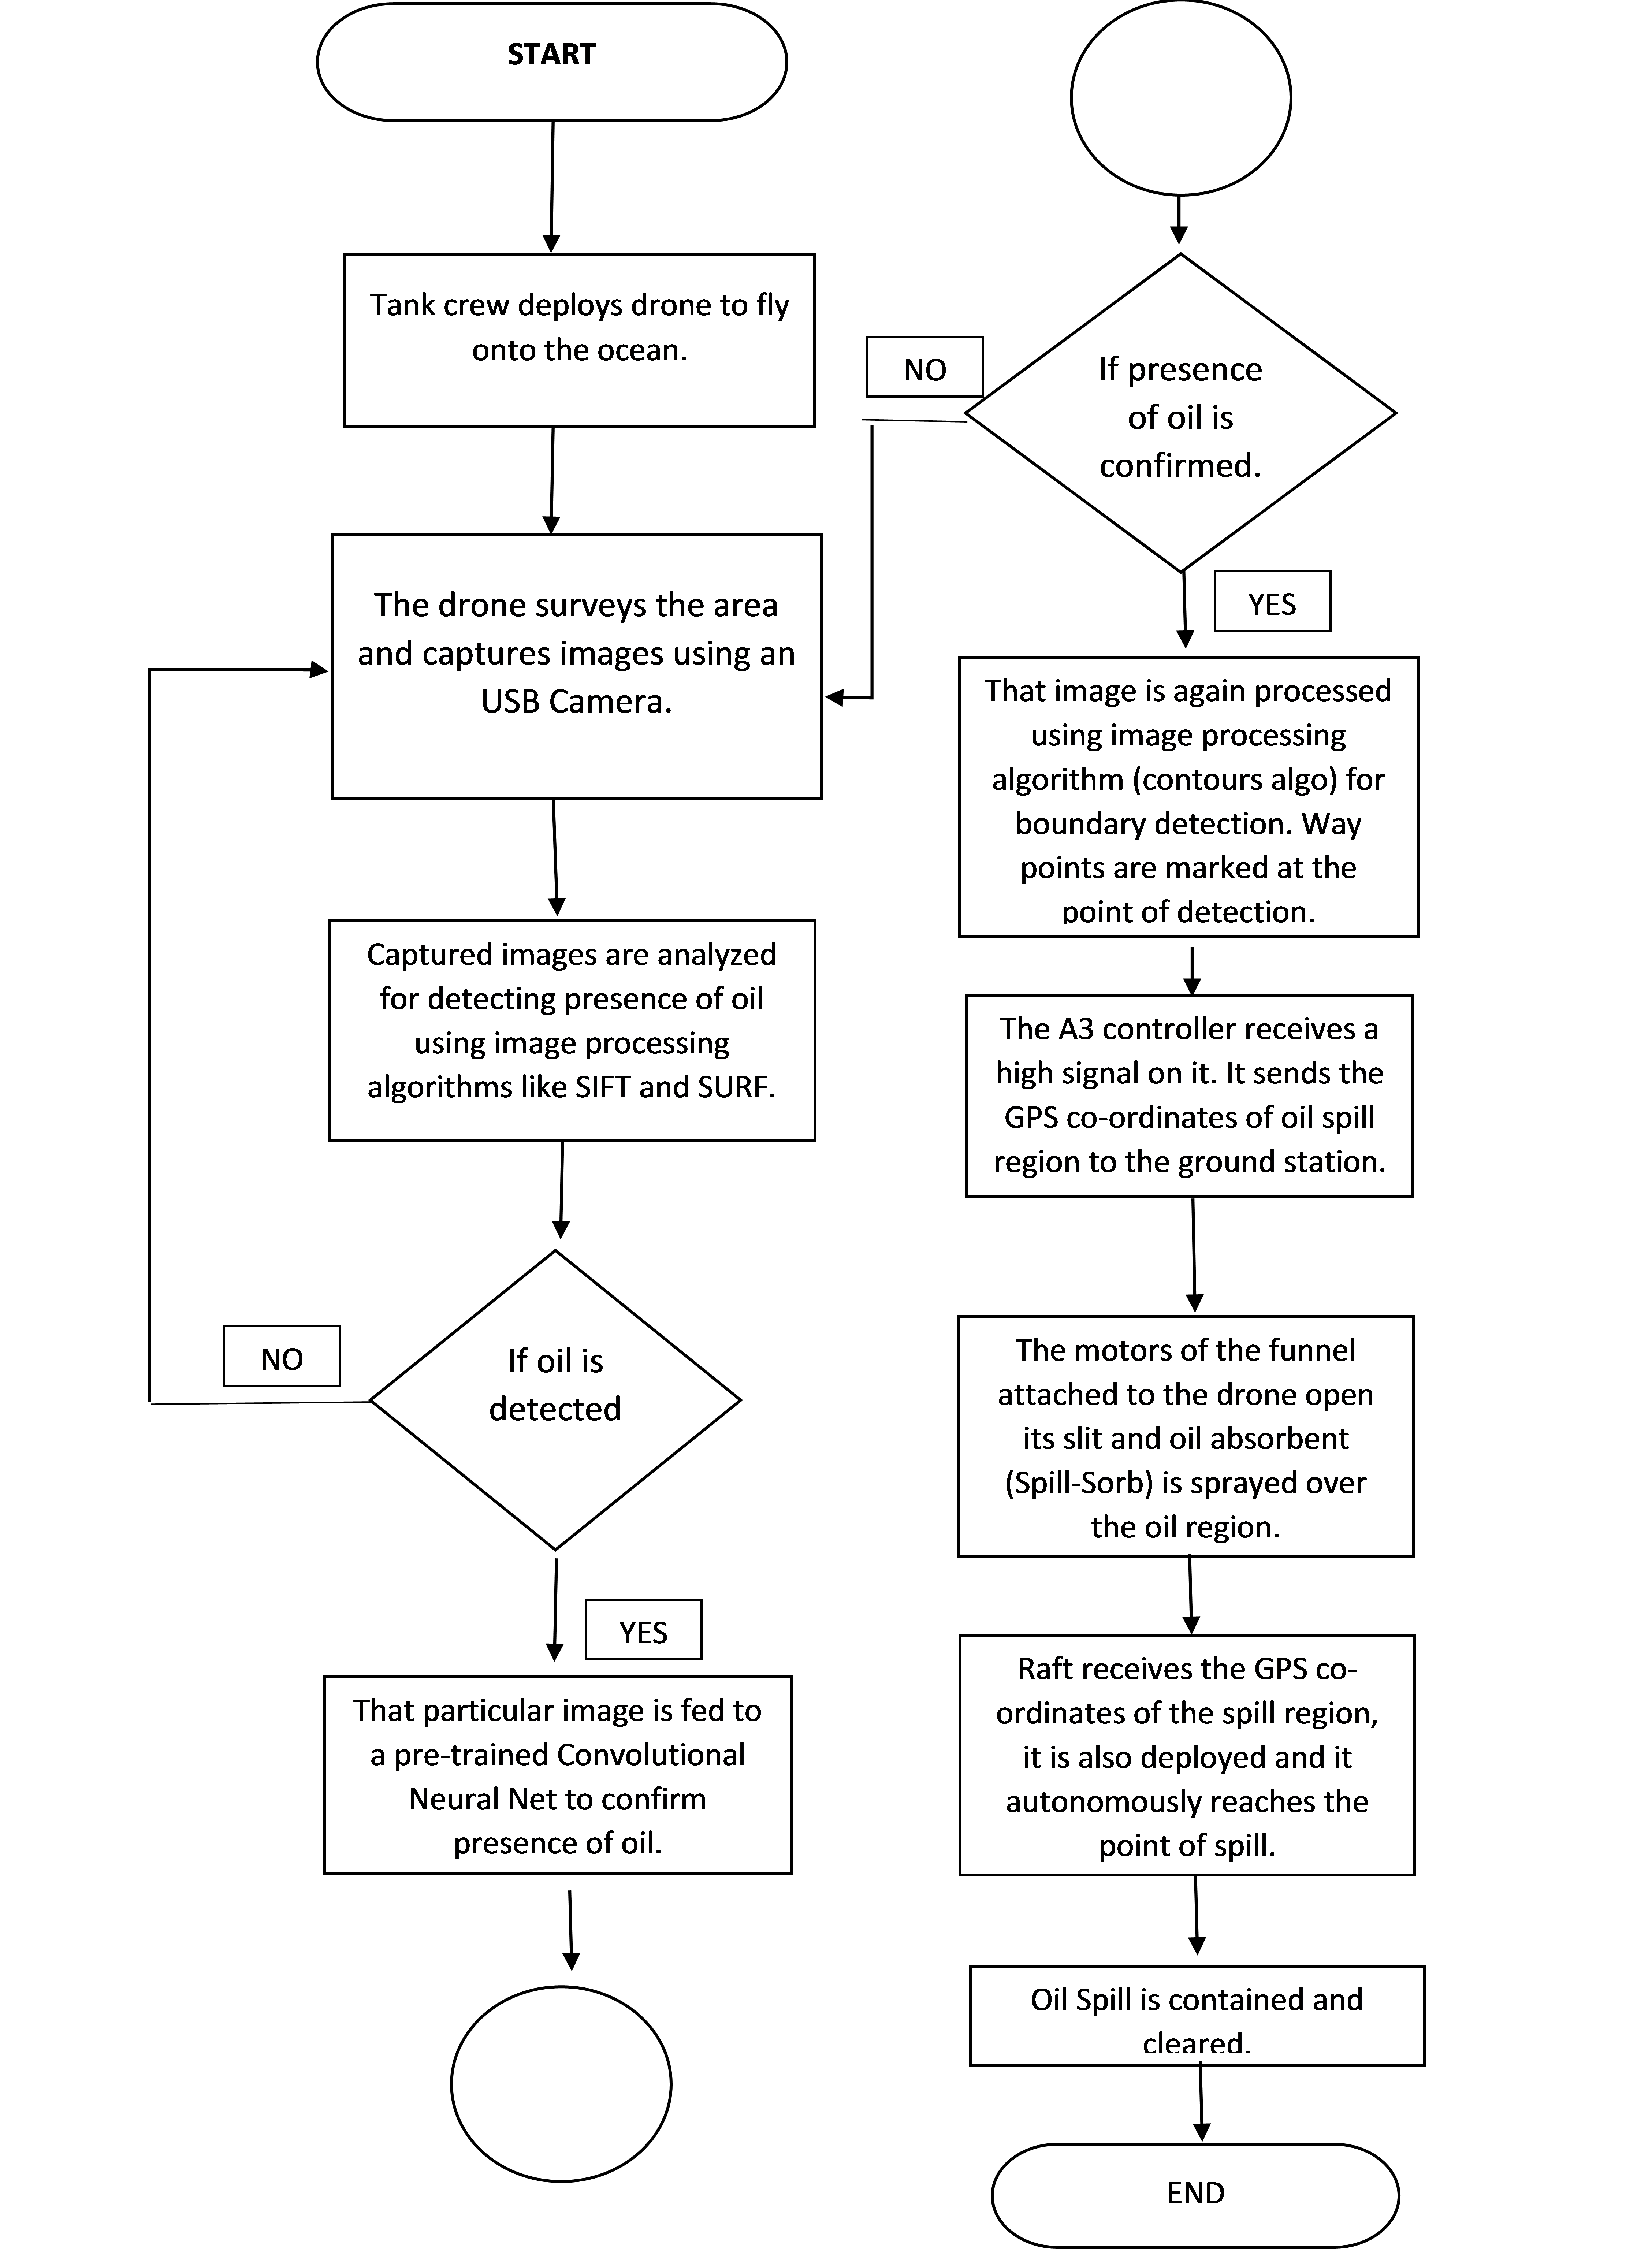 START
Tank crew deploys drone to fly
onto the ocean.
The drone surveys the area
and captures images using an
USB Camera.
Captured images are analyzed
for detecting presence of oil
using image processing
algorithms like SIFT and SURF.
If oil is
detected
NO
YES
That particular image is fed to
a pre-trained Convolutional
Neural Net to confirm
presence of oil.
If presence
of oil is
confirmed.
NO
YES
That image is again processed
using image processing
algorithm (contours algo) for
boundary detection. Way
points are marked at the
point of detection.
The A3 controller receives a
high signal on it. It sends the
GPS co-ordinates of oil spill
region to the ground station.
The motors of the funnel
attached to the drone open
its slit and oil absorbent
(Spill-Sorb) is sprayed over
the oil region.
Raft receives the GPS co-
ordinates of the spill region,
it is also deployed and it
autonomously reaches the
point of spill.
Oil Spill is contained and
cleared.
END